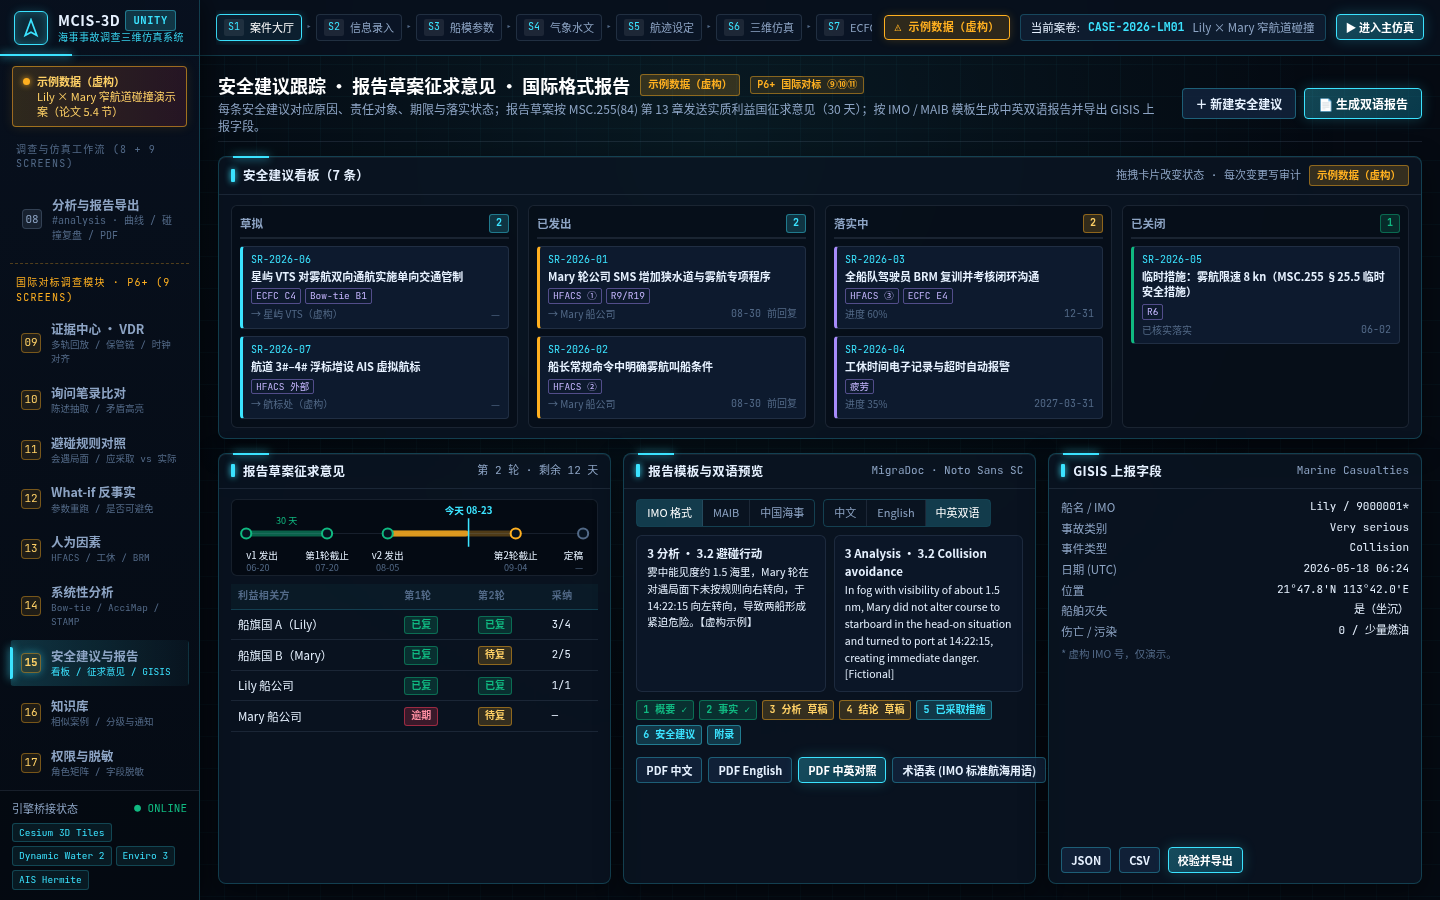 MCIS-3D UNITY
海事事故调查三维仿真系统
S1 案件大厅
S2 信息录入
S3 船模参数
S4 气象水文
S5 航迹设定
S6 三维仿真
S7 ECFC
⚠ 示例数据（虚构）
当前案卷: CASE-2026-LM01 Lily × Mary 窄航道碰撞
▶ 进入主仿真
示例数据（虚构）
Lily × Mary 窄航道碰撞演示
案（论文 5.4 节）
调查与仿真工作流 (8 + 9
SCREENS)
08 分析与报告导出
#analysis · 曲线 / 碰
撞复盘 / PDF
国际对标调查模块 · P6+ (9
SCREENS)
09 证据中心 · VDR
多轨回放 / 保管链 / 时钟
对齐
10 询问笔录比对
陈述抽取 / 矛盾高亮
11 避碰规则对照
会遇局面 / 应采取 vs 实际
12 What-if 反事实
参数重跑 / 是否可避免
13 人为因素
HFACS / 工休 / BRM
14 系统性分析
Bow-tie / AcciMap /
STAMP
15 安全建议与报告
看板 / 征求意见 / GISIS
16 知识库
相似案例 / 分级与通知
17 权限与脱敏
角色矩阵 / 字段脱敏
引擎桥接状态 ONLINE
Cesium 3D Tiles
Dynamic Water 2 Enviro 3
AIS Hermite
安全建议跟踪 · 报告草案征求意见 · 国际格式报告 示例数据（虚构） P6+ 国际对标 ⑨⑩⑪
每条安全建议对应原因、责任对象、期限与落实状态；报告草案按 MSC.255(84) 第 13 章发送实质利益国征求意见（30 天）；按 IMO / MAIB 模板生成中英双语报告并导出 GISIS 上
报字段。
＋ 新建安全建议
📄 生成双语报告
安全建议看板（7 条）
拖拽卡片改变状态 · 每次变更写审计 示例数据（虚构）
草拟 2
SR-2026-06
星屿 VTS 对雾航双向通航实施单向交通管制
ECFC C4 Bow-tie B1
→ 星屿 VTS（虚构） —
SR-2026-07
航道 3#–4# 浮标增设 AIS 虚拟航标
HFACS 外部
→ 航标处（虚构） —
已发出 2
SR-2026-01
Mary 轮公司 SMS 增加狭水道与雾航专项程序
HFACS ① R9/R19
→ Mary 船公司 08-30 前回复
SR-2026-02
船长常规命令中明确雾航叫船条件
HFACS ②
→ Mary 船公司 08-30 前回复
落实中 2
SR-2026-03
全船队驾驶员 BRM 复训并考核闭环沟通
HFACS ③ ECFC E4
进度 60% 12-31
SR-2026-04
工休时间电子记录与超时自动报警
疲劳
进度 35% 2027-03-31
已关闭 1
SR-2026-05
临时措施：雾航限速 8 kn（MSC.255 §25.5 临时
安全措施）
R6
已核实落实 06-02
报告草案征求意见
第 2 轮 · 剩余 12 天
今天 08-23
30 天
v1 发出 第1轮截止 v2 发出 第2轮截止 定稿
06-20 07-20 08-05 09-04 —
利益相关方 第1轮 第2轮 采纳
船旗国 A（Lily） 已复 已复 3/4
船旗国 B（Mary） 已复 待复 2/5
Lily 船公司 已复 已复 1/1
Mary 船公司 逾期 待复 —
报告模板与双语预览
MigraDoc · Noto Sans SC
IMO 格式 MAIB 中国海事 中文 English 中英双语
3 分析 · 3.2 避碰行动
雾中能见度约 1.5 海里，Mary 轮在
对遇局面下未按规则向右转向，于
14:22:15 向左转向，导致两船形成
紧迫危险。【虚构示例】
3 Analysis · 3.2 Collision
avoidance
In fog with visibility of about 1.5
nm, Mary did not alter course to
starboard in the head-on situation
and turned to port at 14:22:15,
creating immediate danger.
[Fictional]
1 概要 ✓ 2 事实 ✓ 3 分析 草稿 4 结论 草稿 5 已采取措施
6 安全建议 附录
PDF 中文 PDF English PDF 中英对照 术语表 (IMO 标准航海用语)
GISIS 上报字段
Marine Casualties
船名 / IMO Lily / 9000001*
事故类别 Very serious
事件类型 Collision
日期 (UTC) 2026-05-18 06:24
位置 21°47.8'N 113°42.0'E
船舶灭失 是（坐沉）
伤亡 / 污染 0 / 少量燃油
* 虚构 IMO 号，仅演示。
JSON CSV 校验并导出